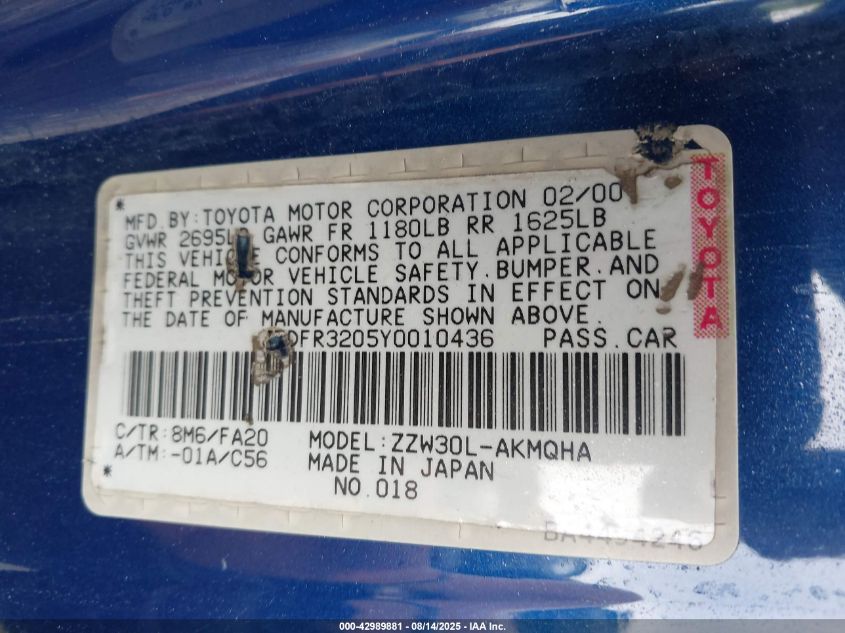 MFD.BY:TOYOTA MOTOR CORPORATION 02/00
GVWR GAWR FR 1180LB RR 1625LB
THIS CONFORMS TO ALL APPLICABLE
FEDERAL VEHICLE SAFETY.BUMPER.AND
THEFT PREVENTION STANDARDS IN EFFECT ON
THE DATE OF MANUFACTURE SHOWN ABOVE.
PASS.CAR
C/TR:8M6/FA20 MODEL:ZZW30L-AKMQHA
A/TM:-01A/C56 MADE IN JAPAN
NO.018
TOYOTA
000-42989881 - 08/14/2025 - IAA Inc.